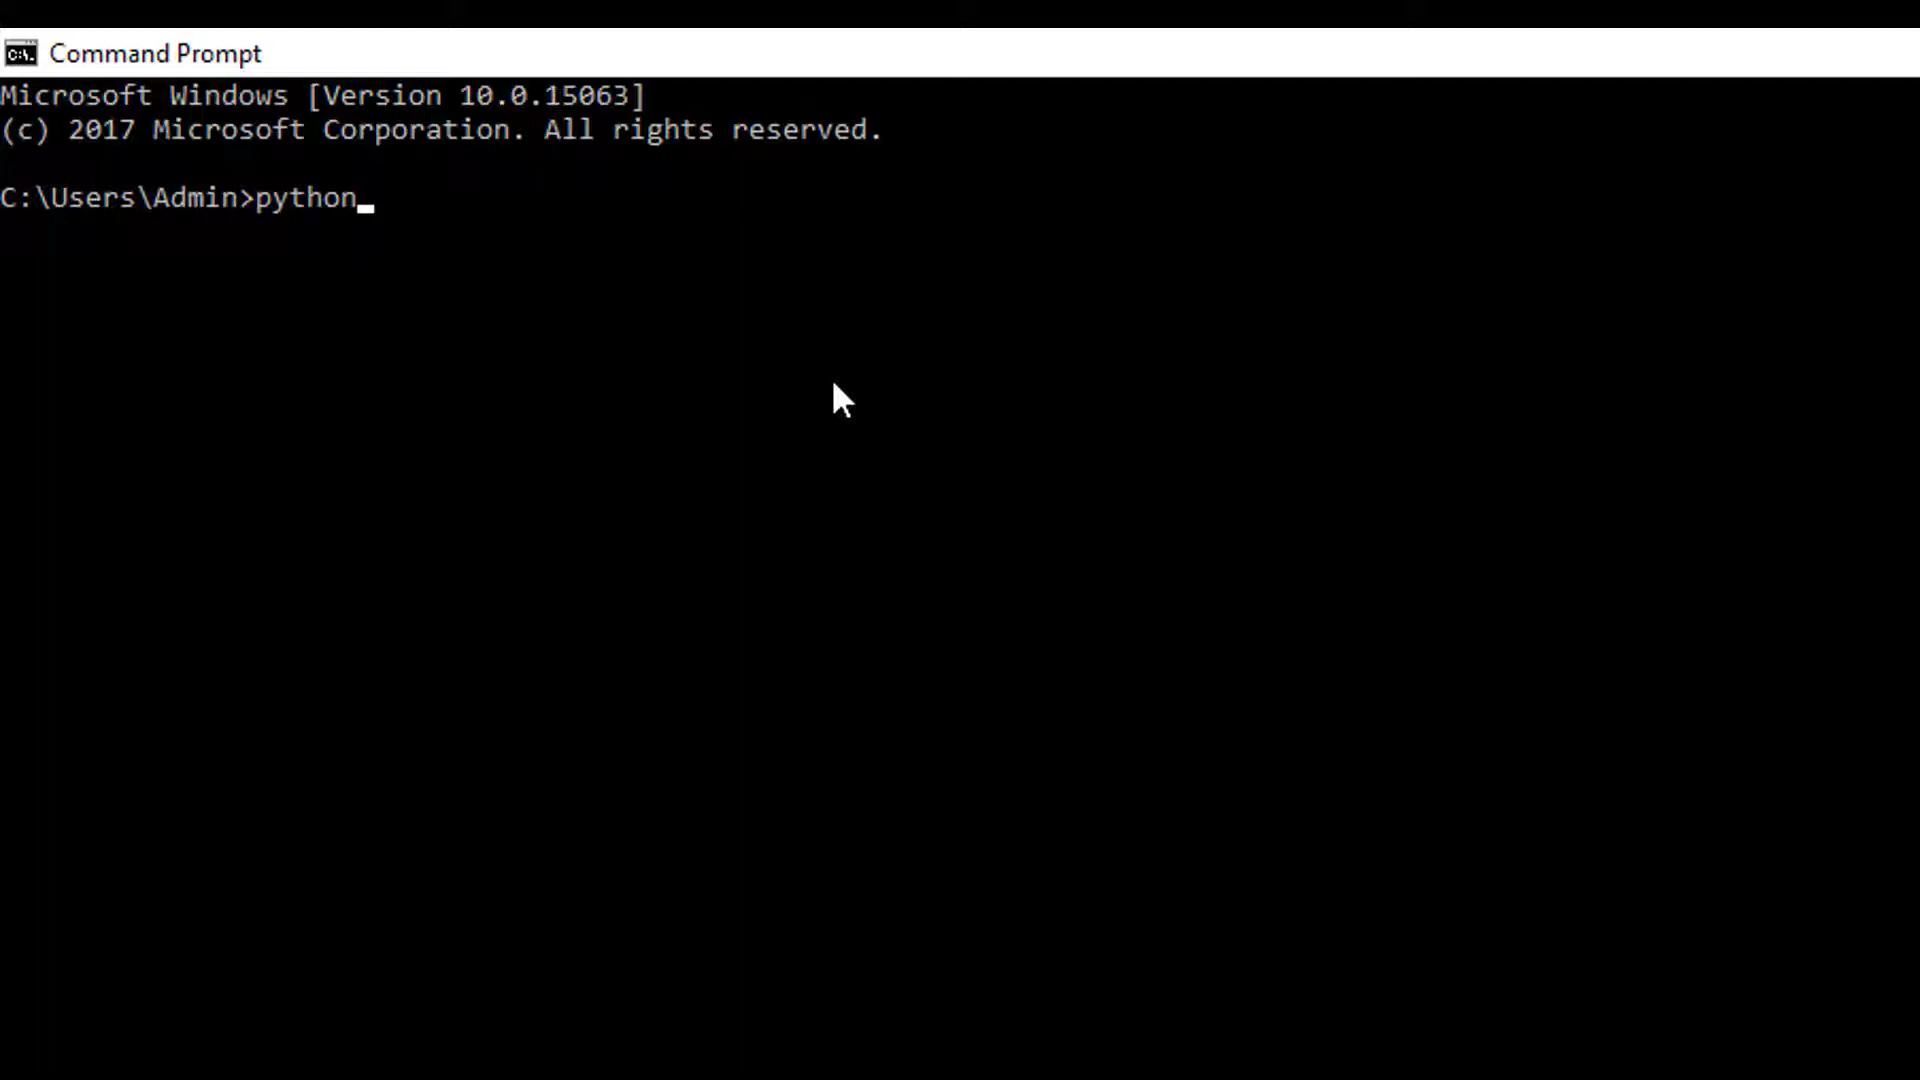 Command Prompt
Microsoft Windows [Version 10.0.15063]
(c) 2017 Microsoft Corporation. All rights reserved.
C:\Users\Admin>python